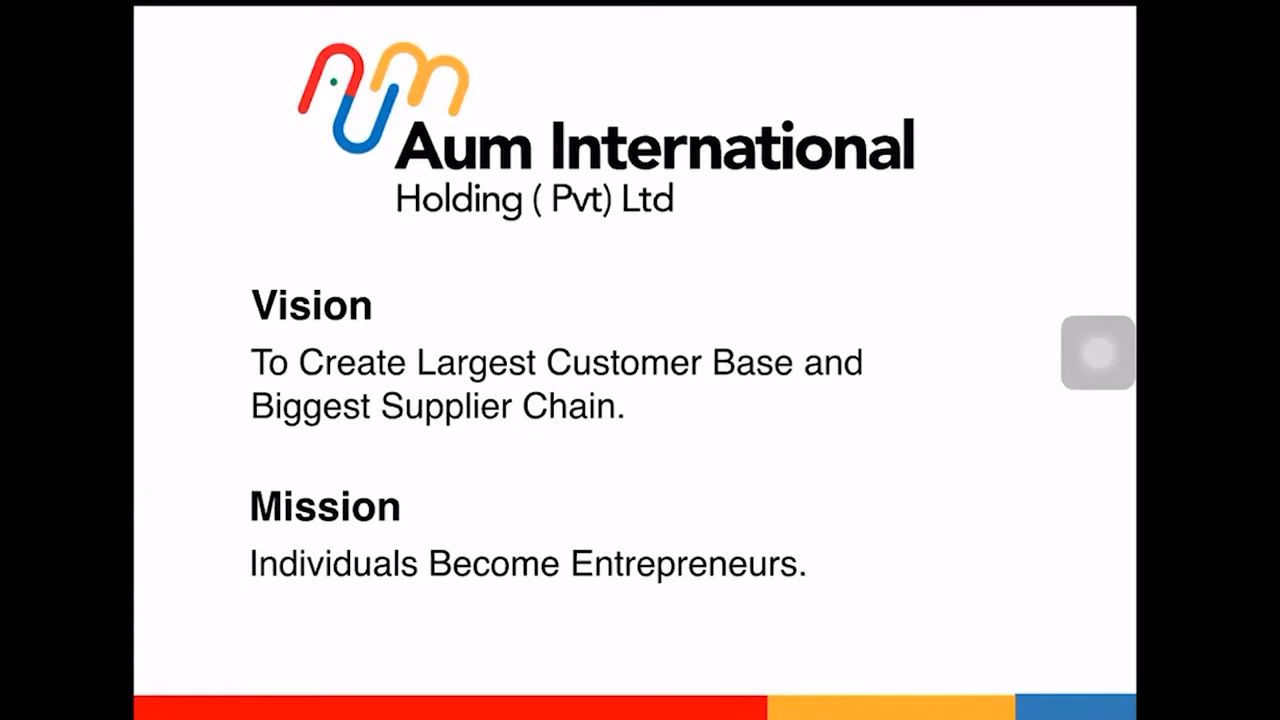 Aum
Aum International
Holding ( Pvt) Ltd
Vision
To Create Largest Customer Base and
Biggest Supplier Chain.
Mission
Individuals Become Entrepreneurs.